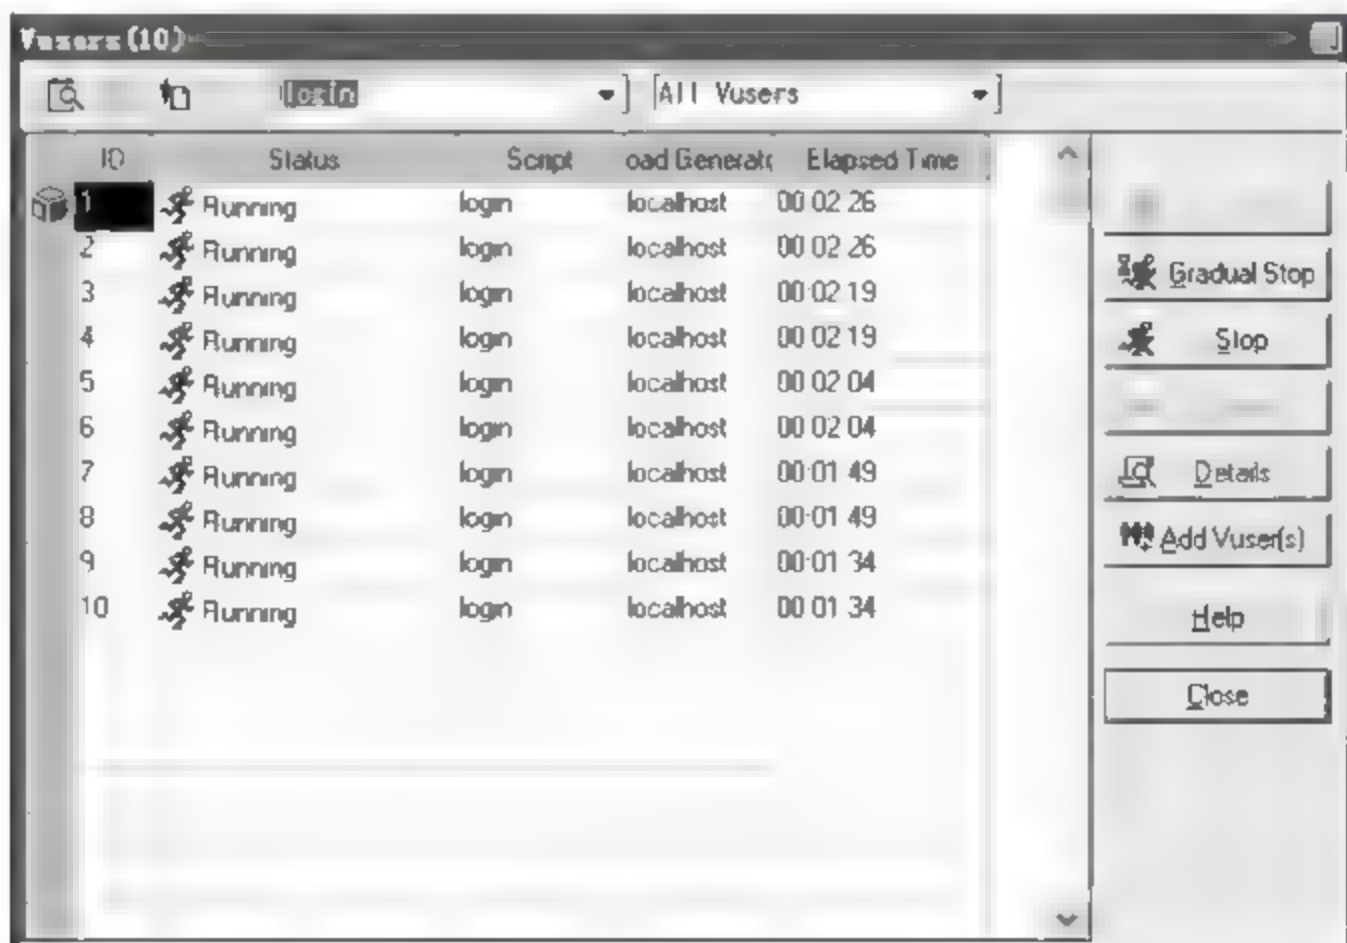 Vusers(10)
login All Vusers
ID Status Script oad Generato Elapsed Time
1 Running login localhost 00:02:26
2 Running login localhost 00:02:26
3 Running login localhost 00:02:19
4 Running login localhost 00:02:19
5 Running login localhost 00:02:04
6 Running login localhost 00:02:04
7 Running login localhost 00:01:49
8 Running login localhost 00:01:49
9 Running login localhost 00:01:34
10 Running login localhost 00:01:34
Gradual Stop
Stop
Details
Add Vuser(s)
Help
Close